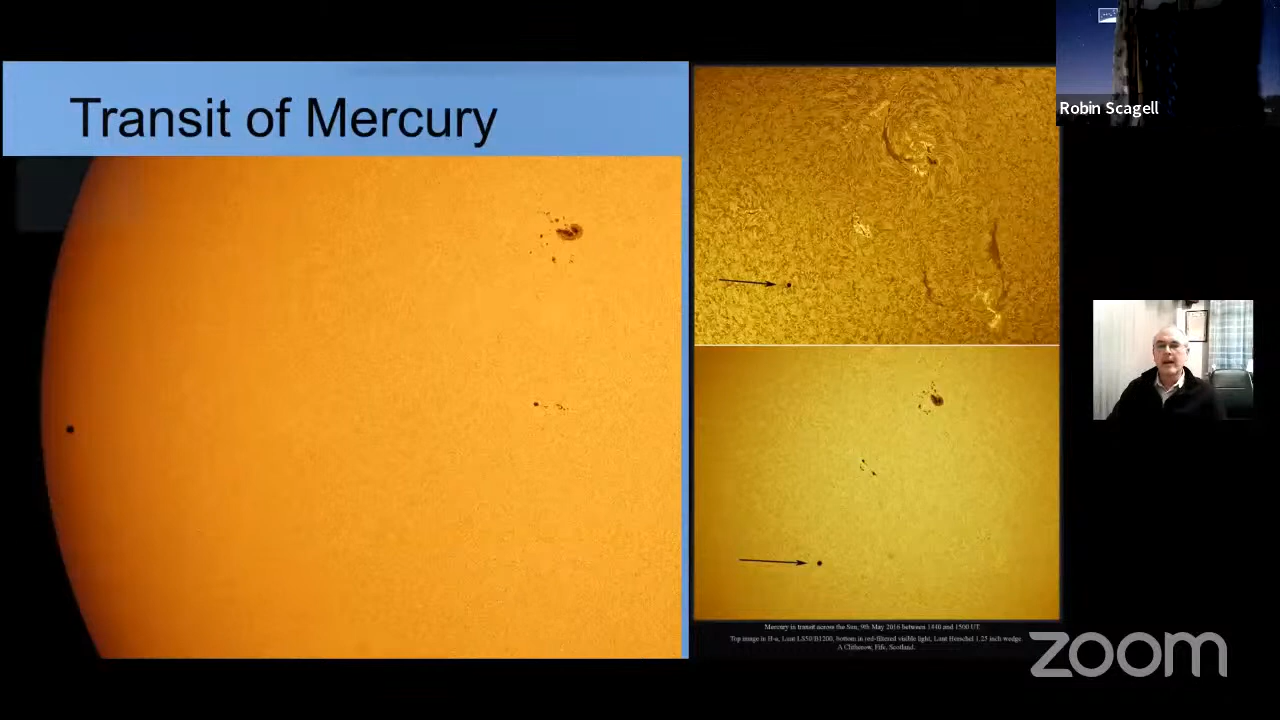 Transit of Mercury
Robin Scagell
Mercury in transit across the Sun, 9th May 2016 between 1440 and 1500 UT.
Top image in H-a, Lunt LS50/B1200, bottom in red-filtered visible light, Lunt Herschel 1.25 inch wedge.
Fife, Scotland.
zoom